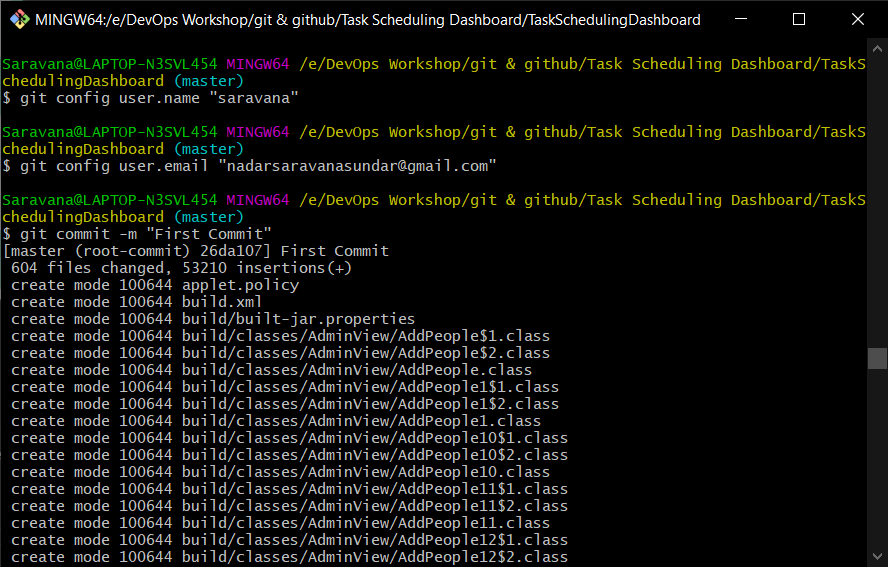 MINGW64:/e/DevOps Workshop/git & github/Task Scheduling Dashboard/TaskSchedulingDashboard
Saravana@LAPTOP-N3SVL454 MINGW64 /e/DevOps Workshop/git & github/Task Scheduling Dashboard/TaskS
chedulingDashboard (master)
$ git config user.name "saravana"
Saravana@LAPTOP-N3SVL454 MINGW64 /e/DevOps Workshop/git & github/Task Scheduling Dashboard/TaskS
chedulingDashboard (master)
$ git config user.email "nadarsaravanasundar@gmail.com"
Saravana@LAPTOP-N3SVL454 MINGW64 /e/DevOps Workshop/git & github/Task Scheduling Dashboard/TaskS
chedulingDashboard (master)
$ git commit -m "First Commit"
[master (root-commit) 26da107] First Commit
 604 files changed, 53210 insertions(+)
 create mode 100644 applet.policy
 create mode 100644 build.xml
 create mode 100644 build/built-jar.properties
 create mode 100644 build/classes/AdminView/AddPeople$1.class
 create mode 100644 build/classes/AdminView/AddPeople$2.class
 create mode 100644 build/classes/AdminView/AddPeople.class
 create mode 100644 build/classes/AdminView/AddPeople1$1.class
 create mode 100644 build/classes/AdminView/AddPeople1$2.class
 create mode 100644 build/classes/AdminView/AddPeople1.class
 create mode 100644 build/classes/AdminView/AddPeople10$1.class
 create mode 100644 build/classes/AdminView/AddPeople10$2.class
 create mode 100644 build/classes/AdminView/AddPeople10.class
 create mode 100644 build/classes/AdminView/AddPeople11$1.class
 create mode 100644 build/classes/AdminView/AddPeople11$2.class
 create mode 100644 build/classes/AdminView/AddPeople11.class
 create mode 100644 build/classes/AdminView/AddPeople12$1.class
 create mode 100644 build/classes/AdminView/AddPeople12$2.class